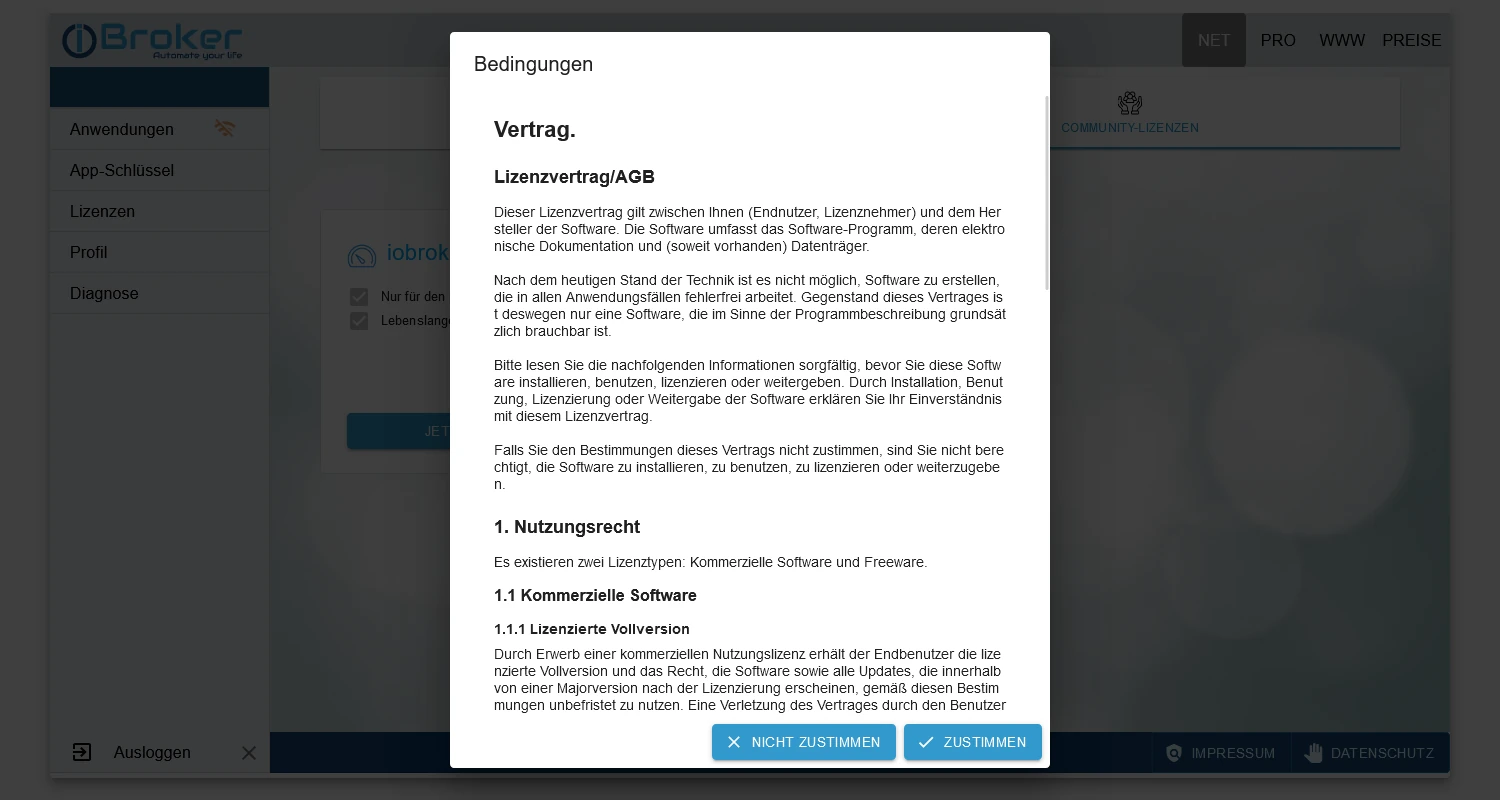 ioBroker
Automate your life
NET
PRO
WWW
PREISE
Anwendungen
App-Schlüssel
Lizenzen
Profil
Diagnose
COMMUNITY-LIZENZEN
iobrok
Nur für den
Lebenslange
JET
Bedingungen
Vertrag.
Lizenzvertrag/AGB
Dieser Lizenzvertrag gilt zwischen Ihnen (Endnutzer, Lizenznehmer) und dem Her
steller der Software. Die Software umfasst das Software-Programm, deren elektro
nische Dokumentation und (soweit vorhanden) Datenträger.
Nach dem heutigen Stand der Technik ist es nicht möglich, Software zu erstellen,
die in allen Anwendungsfällen fehlerfrei arbeitet. Gegenstand dieses Vertrages is
t deswegen nur eine Software, die im Sinne der Programmbeschreibung grundsät
zlich brauchbar ist.
Bitte lesen Sie die nachfolgenden Informationen sorgfältig, bevor Sie diese Softw
are installieren, benutzen, lizenzieren oder weitergeben. Durch Installation, Benut
zung, Lizenzierung oder Weitergabe der Software erklären Sie Ihr Einverständnis
mit diesem Lizenzvertrag.
Falls Sie den Bestimmungen dieses Vertrags nicht zustimmen, sind Sie nicht bere
chtigt, die Software zu installieren, zu benutzen, zu lizenzieren oder weiterzugebe
n.
1. Nutzungsrecht
Es existieren zwei Lizenztypen: Kommerzielle Software und Freeware.
1.1 Kommerzielle Software
1.1.1 Lizenzierte Vollversion
Durch Erwerb einer kommerziellen Nutzungslizenz erhält der Endbenutzer die lize
nzierte Vollversion und das Recht, die Software sowie alle Updates, die innerhalb
von einer Majorversion nach der Lizenzierung erscheinen, gemäß diesen Bestim
mungen unbefristet zu nutzen. Eine Verletzung des Vertrages durch den Benutzer
NICHT ZUSTIMMEN
ZUSTIMMEN
Ausloggen
IMPRESSUM
DATENSCHUTZ